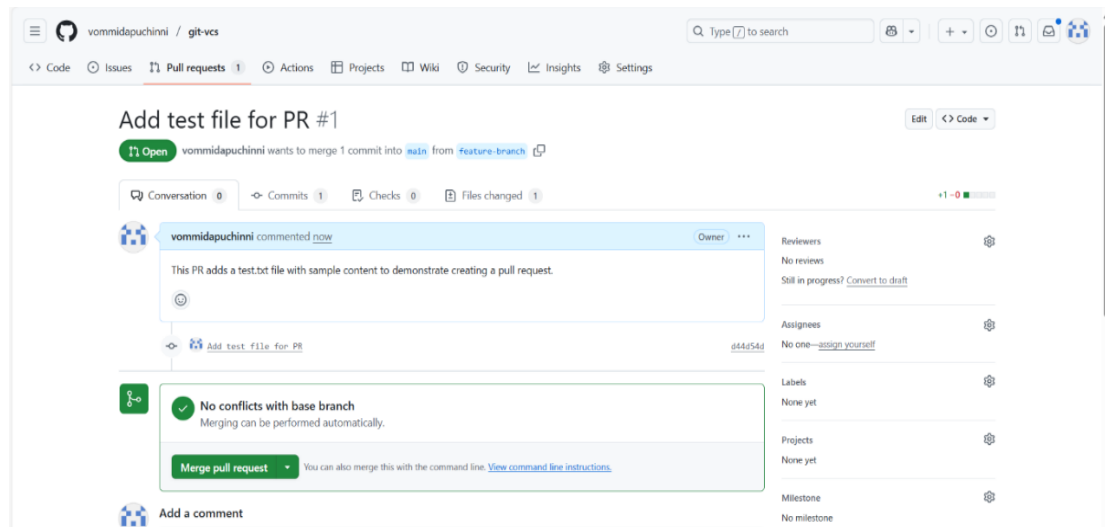 vommidapuchinni / git-vcs
Type / to search
Code Issues Pull requests 1 Actions Projects Wiki Security Insights Settings
Add test file for PR #1
Edit Code
Open vommidapuchinni wants to merge 1 commit into main from feature-branch
Conversation 0 Commits 1 Checks 0 Files changed 1
+1 −0
vommidapuchinni commented now Owner
This PR adds a test.txt file with sample content to demonstrate creating a pull request.
Add test file for PR d44d54d
No conflicts with base branch
Merging can be performed automatically.
Merge pull request You can also merge this with the command line. View command line instructions.
Add a comment
Reviewers
No reviews
Still in progress? Convert to draft
Assignees
No one—assign yourself
Labels
None yet
Projects
None yet
Milestone
No milestone